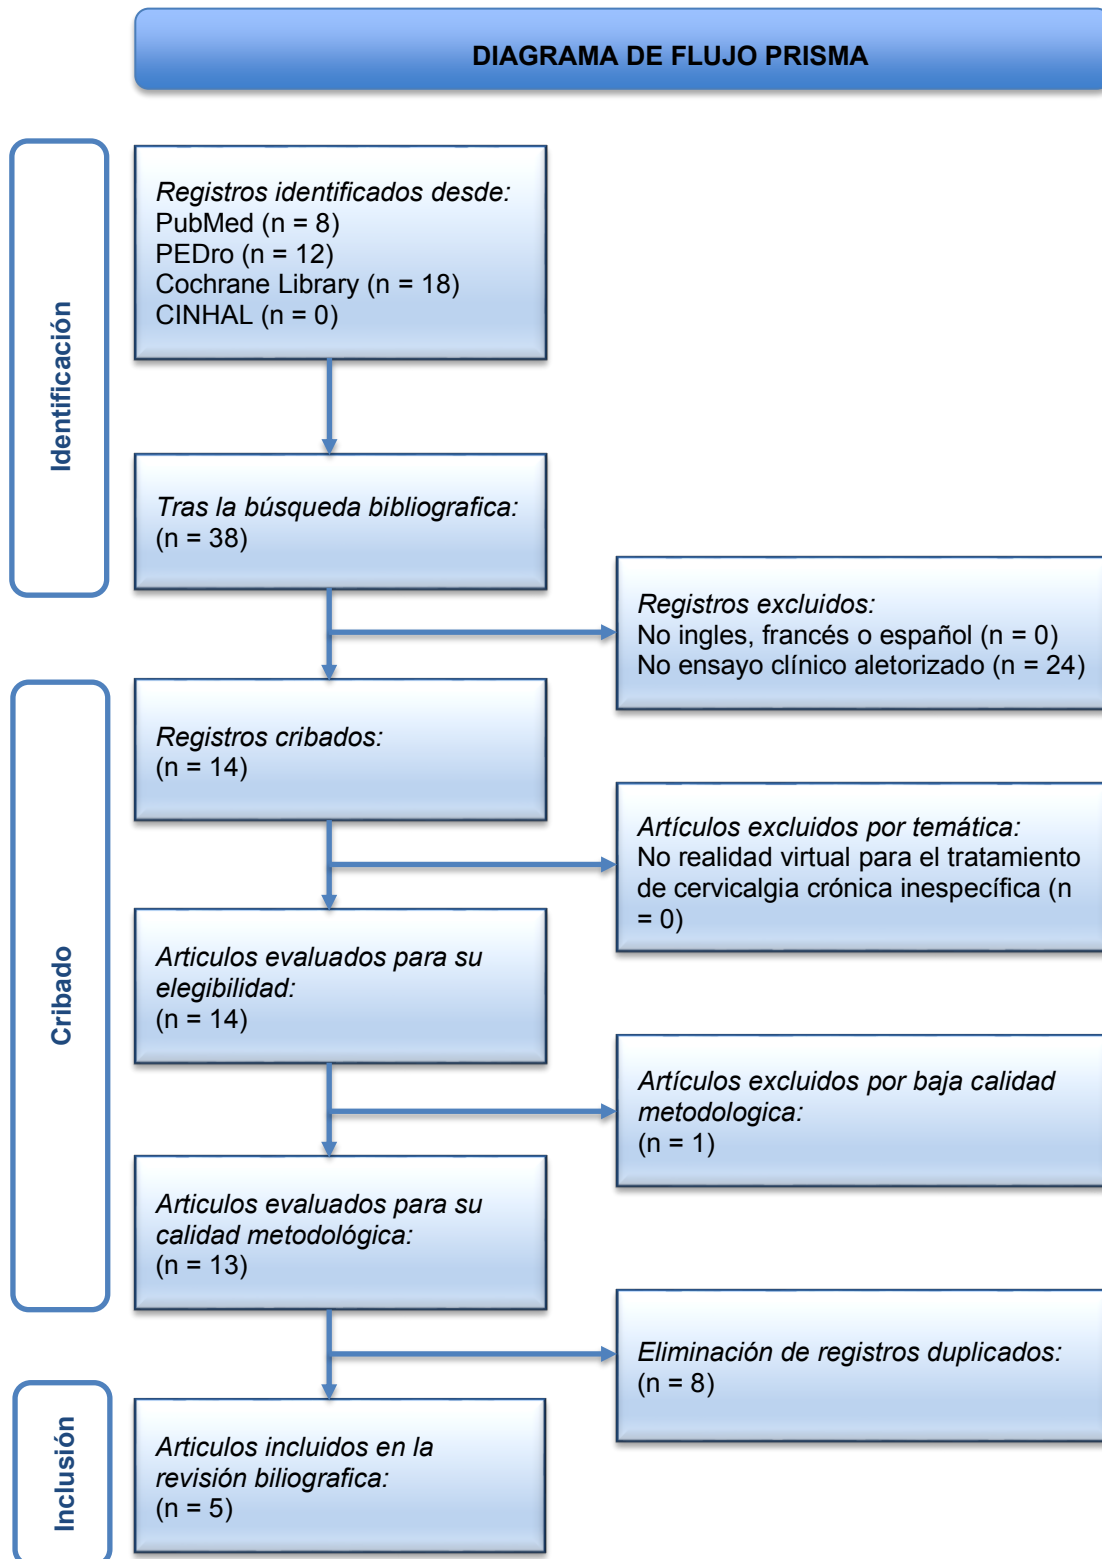 DIAGRAMA DE FLUJO PRISMA
Identificación
Registros identificados desde:
PubMed (n = 8)
PEDro (n = 12)
Cochrane Library (n = 18)
CINHAL (n = 0)
Tras la búsqueda bibliografica:
(n = 38)
Registros excluidos:
No ingles, francés o español (n = 0)
No ensayo clínico aletorizado (n = 24)
Cribado
Registros cribados:
(n = 14)
Artículos excluidos por temática:
No realidad virtual para el tratamiento
de cervicalgia crónica inespecífica (n
= 0)
Articulos evaluados para su
elegibilidad:
(n = 14)
Artículos excluidos por baja calidad
metodologica:
(n = 1)
Articulos evaluados para su
calidad metodológica:
(n = 13)
Eliminación de registros duplicados:
(n = 8)
Inclusión
Articulos incluidos en la
revisión biliografica:
(n = 5)